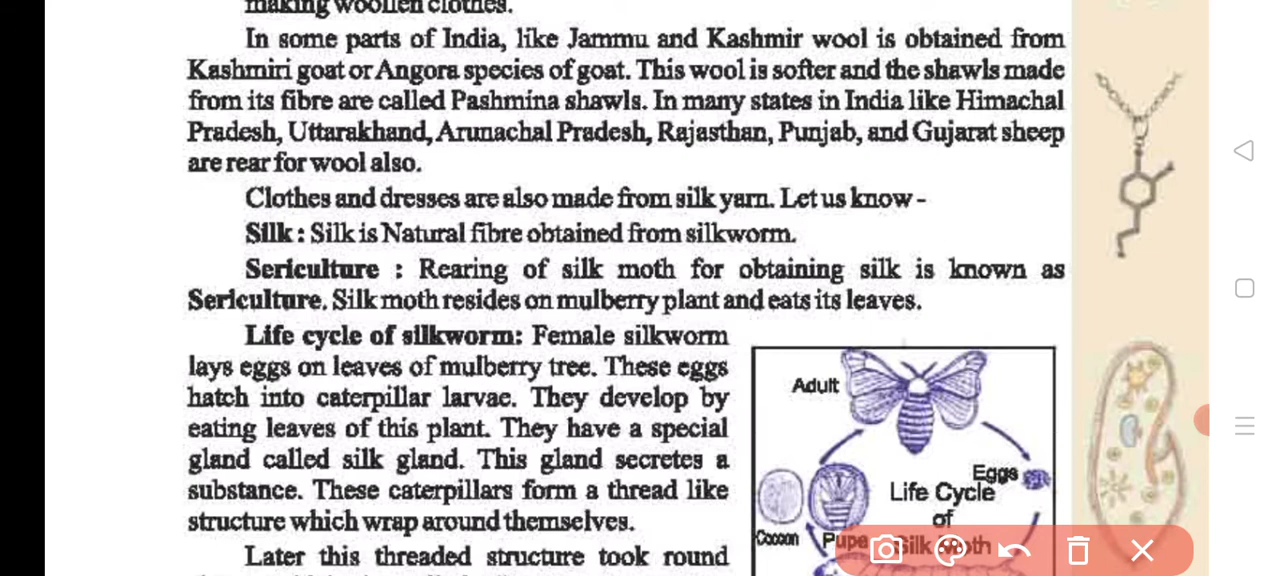 making woollen clothes.
In some parts of India, like Jammu and Kashmir wool is obtained from
Kashmiri goat or Angora species of goat. This wool is softer and the shawls made
from its fibre are called Pashmina shawls. In many states in India like Himachal
Pradesh, Uttarakhand, Arunachal Pradesh, Rajasthan, Punjab, and Gujarat sheep
are rear for wool also.
Clothes and dresses are also made from silk yarn. Let us know -
Silk : Silk is Natural fibre obtained from silkworm.
Sericulture : Rearing of silk moth for obtaining silk is known as
Sericulture. Silk moth resides on mulberry plant and eats its leaves.
Life cycle of silkworm: Female silkworm
lays eggs on leaves of mulberry tree. These eggs
hatch into caterpillar larvae. They develop by
eating leaves of this plant. They have a special
gland called silk gland. This gland secretes a
substance. These caterpillars form a thread like
structure which wrap around themselves.
Later this threaded structure took round
Adult
Eggs
Life Cycle
of
Silk Moth
Cocoon
Pupa